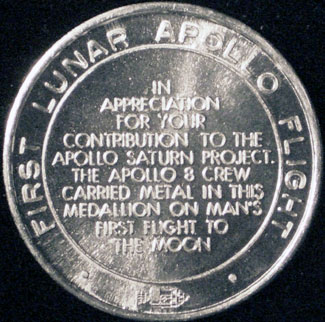 FIRST LUNAR APOLLO FLIGHT
IN
APPRECIATION
FOR YOUR
CONTRIBUTION TO THE
APOLLO SATURN PROJECT.
THE APOLLO 8 CREW
CARRIED METAL IN THIS
MEDALLION ON MAN'S
FIRST FLIGHT TO
THE MOON